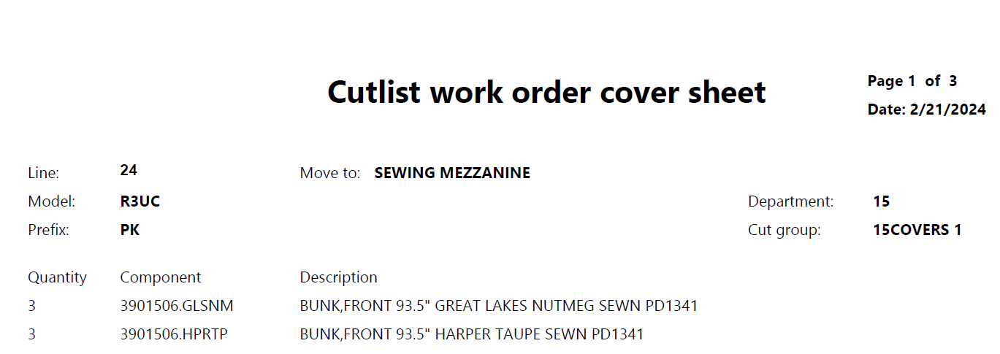 Cutlist work order cover sheet
Page 1 of 3
Date: 2/21/2024
Line: 24 Move to: SEWING MEZZANINE
Model: R3UC Department: 15
Prefix: PK Cut group: 15COVERS 1
Quantity Component Description
3 3901506.GLSNM BUNK,FRONT 93.5" GREAT LAKES NUTMEG SEWN PD1341
3 3901506.HPRTP BUNK,FRONT 93.5" HARPER TAUPE SEWN PD1341